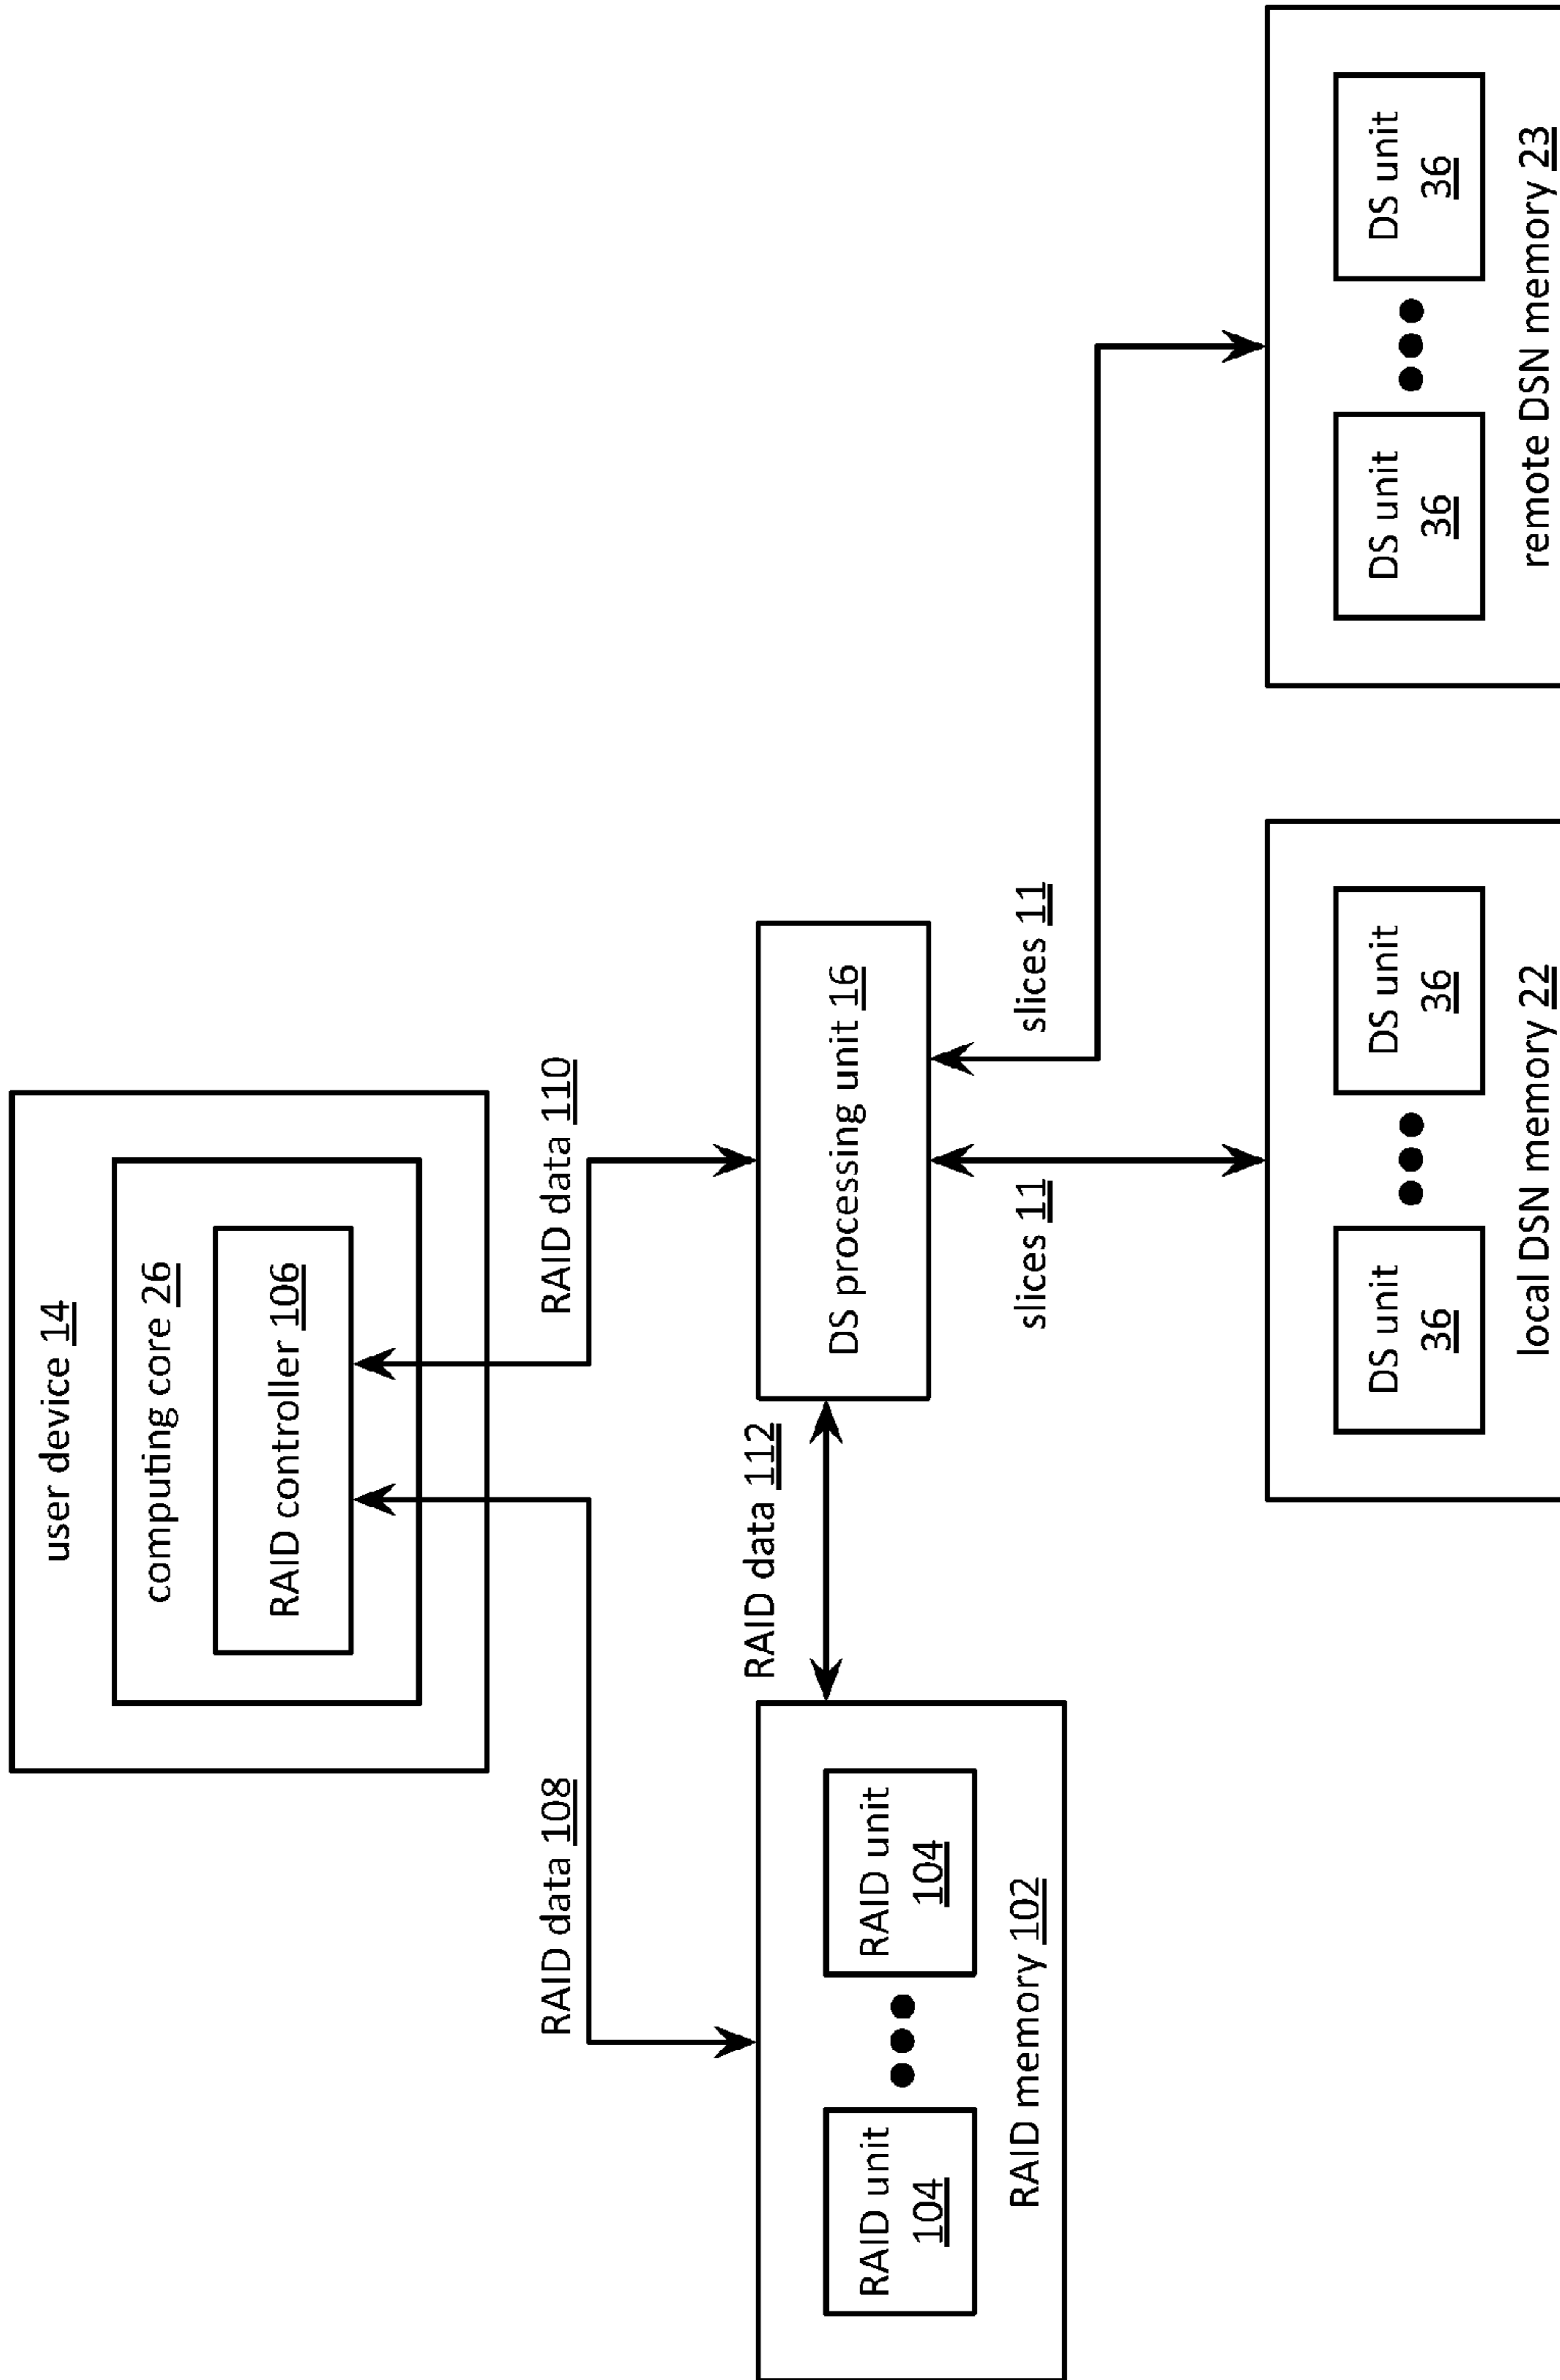 user device 14
computing core 26
RAID controller 106
RAID data 108
RAID data 110
RAID data 112
RAID unit
104
RAID unit
104
RAID memory 102
DS processing unit 16
slices 11
slices 11
DS unit
36
DS unit
36
local DSN memory 22
DS unit
36
DS unit
36
remote DSN memory 23